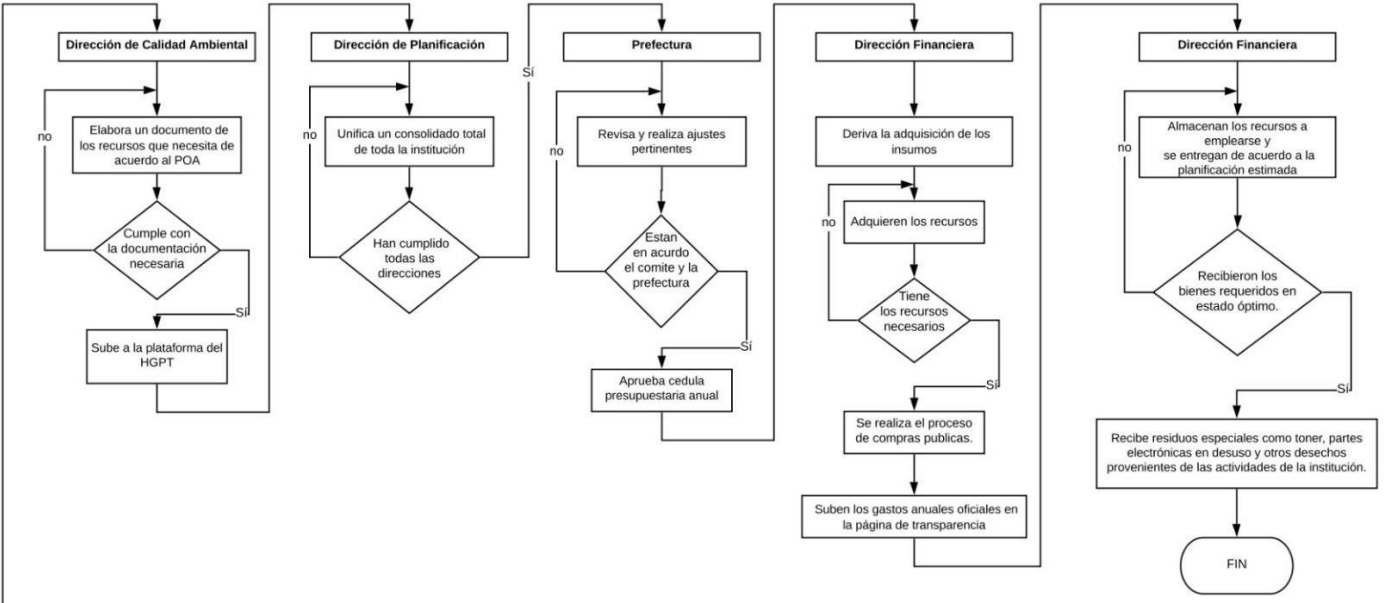 Dirección de Calidad Ambiental
no
Elabora un documento de
los recursos que necesita de
acuerdo al POA
Cumple con
la documentación
necesaria
Sí
Sube a la plataforma del
HGPT
Dirección de Planificación
no
Unifica un consolidado total
de toda la institución
Han cumplido
todas las
direcciones
Sí
Prefectura
no
Revisa y realiza ajustes
pertinentes
Estan
en acurdo
el comite y la
prefectura
Sí
Aprueba cedula
presupuestaria anual
Dirección Financiera
Deriva la adquisición de los
insumos
no
Adquieren los recursos
Tiene
los recursos
necesarios
Sí
Se realiza el proceso
de compras publicas.
Suben los gastos anuales oficiales en
la página de transparencia
Dirección Financiera
no
Almacenan los recursos a
emplearse y
se entregan de acuerdo a la
planificación estimada
Recibieron los
bienes requeridos en
estado óptimo.
Sí
Recibe residuos especiales como toner, partes
electrónicas en desuso y otros desechos
provenientes de las actividades de la institución.
FIN